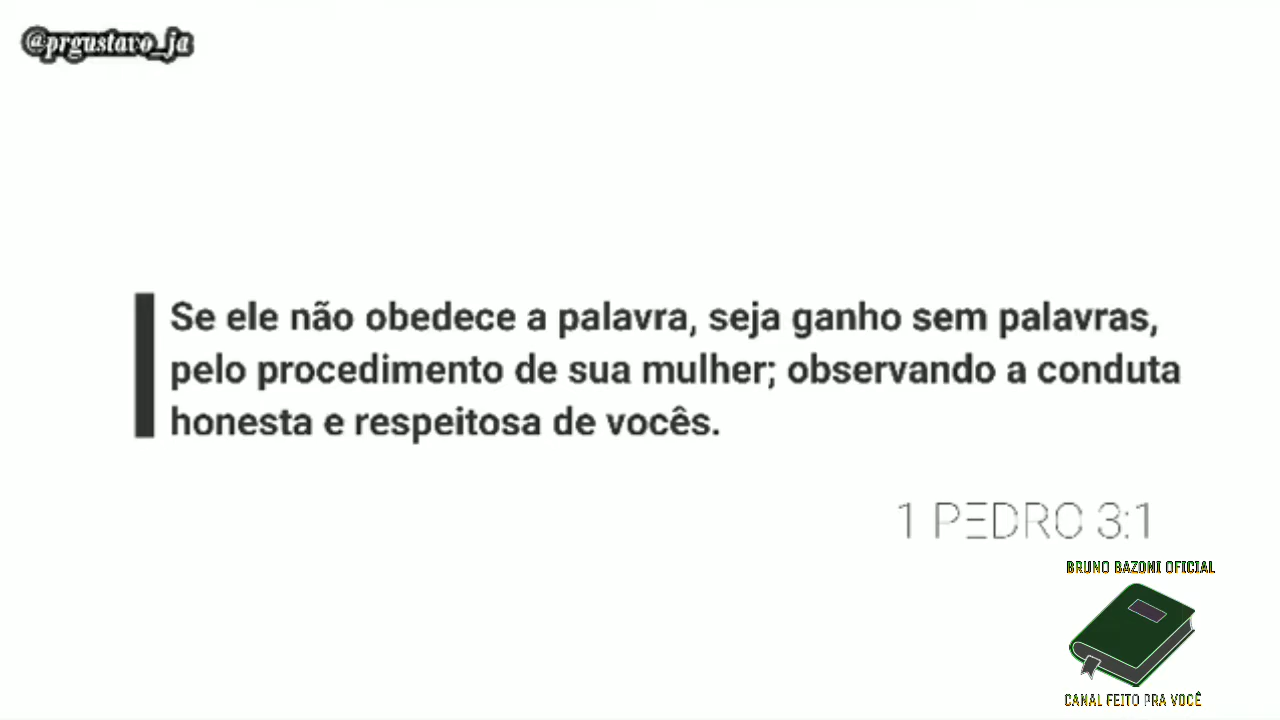 @prgustavo_ja
Se ele não obedece a palavra, seja ganho sem palavras,
pelo procedimento de sua mulher; observando a conduta
honesta e respeitosa de vocês.
1 PEDRO 3:1
BRUNO BAZONI OFICIAL
CANAL FEITO PRA VOCÊ